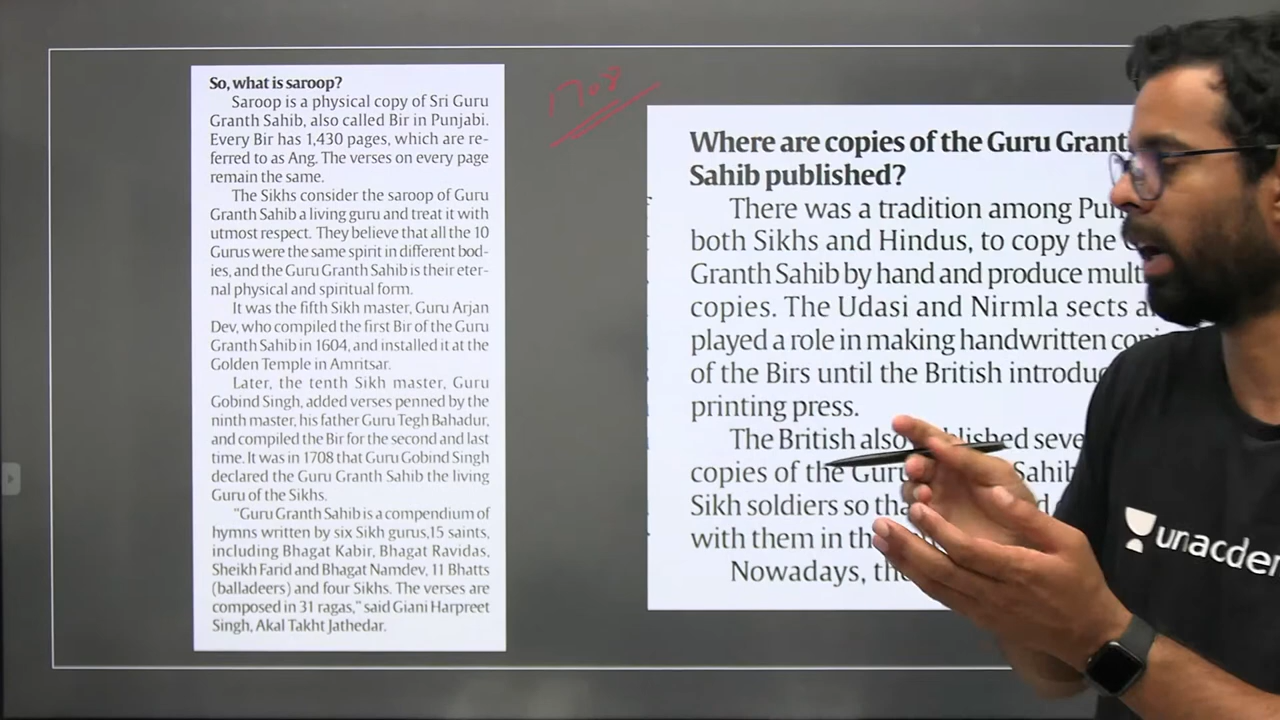 So, what is saroop?
Saroop is a physical copy of Sri Guru
Granth Sahib, also called Bir in Punjabi.
Every Bir has 1,430 pages, which are re-
ferred to as Ang. The verses on every page
remain the same.
The Sikhs consider the saroop of Guru
Granth Sahib a living guru and treat it with
utmost respect. They believe that all the 10
Gurus were the same spirit in different bod-
ies, and the Guru Granth Sahib is their eter-
nal physical and spiritual form.
It was the fifth Sikh master, Guru Arjan
Dev, who compiled the first Bir of the Guru
Granth Sahib in 1604, and installed it at the
Golden Temple in Amritsar.
Later, the tenth Sikh master, Guru
Gobind Singh, added verses penned by the
ninth master, his father Guru Tegh Bahadur,
and compiled the Bir for the second and last
time. It was in 1708 that Guru Gobind Singh
declared the Guru Granth Sahib the living
Guru of the Sikhs.
"Guru Granth Sahib is a compendium of
hymns written by six Sikh gurus,15 saints,
including Bhagat Kabir, Bhagat Ravidas,
Sheikh Farid and Bhagat Namdev, 11 Bhatts
(balladeers) and four Sikhs. The verses are
composed in 31 ragas," said Giani Harpreet
Singh, Akal Takht Jathedar.
1708
Where are copies of the Guru Grant
Sahib published?
There was a tradition among Pun
both Sikhs and Hindus, to copy the
Granth Sahib by hand and produce mult
copies. The Udasi and Nirmla sects a
played a role in making handwritten cop
of the Birs until the British introduc
printing press.
The British also blished seve
copies of the Guru Sahib
Sikh soldiers so tha
with them in th
Nowadays, th
unacadem